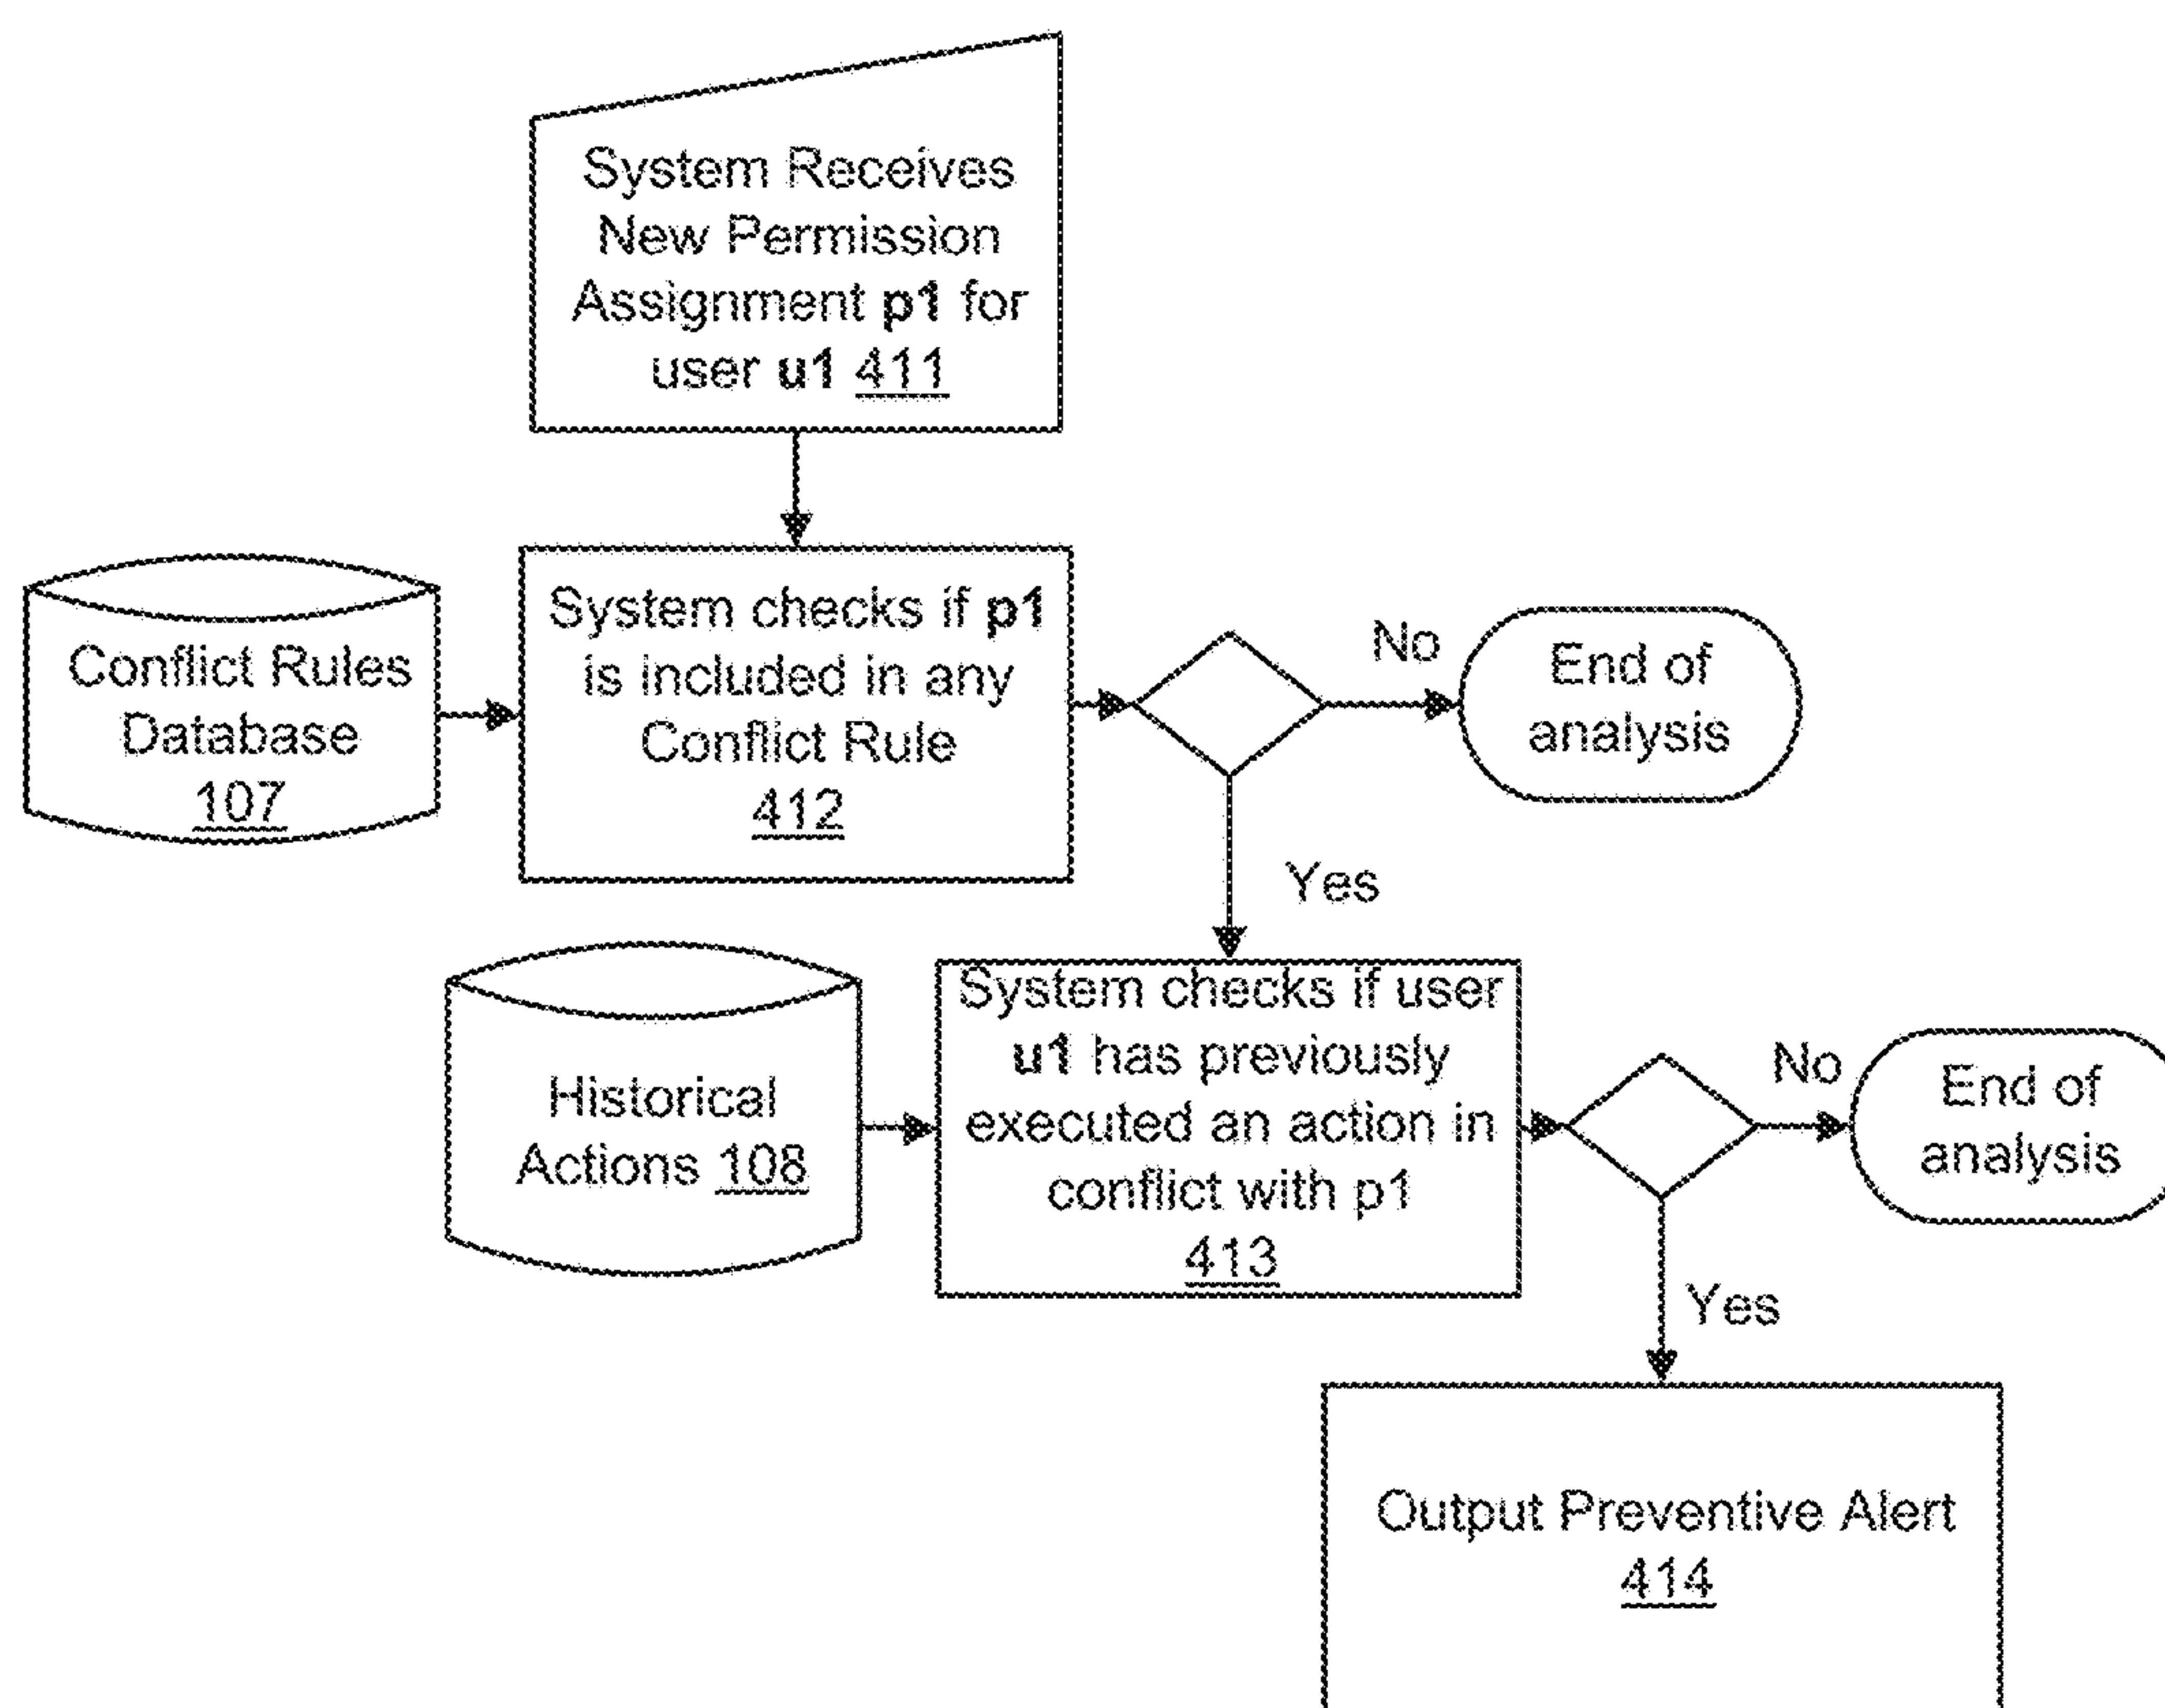 System Receives
New Permission
Assignment p1 for
user u1 411
Conflict Rules
Database
107
System checks if p1
is included in any
Conflict Rule
412
No
End of
analysis
Yes
Historical
Actions 108
System checks if user
u1 has previously
executed an action in
conflict with p1
413
No
End of
analysis
Yes
Output Preventive Alert
414